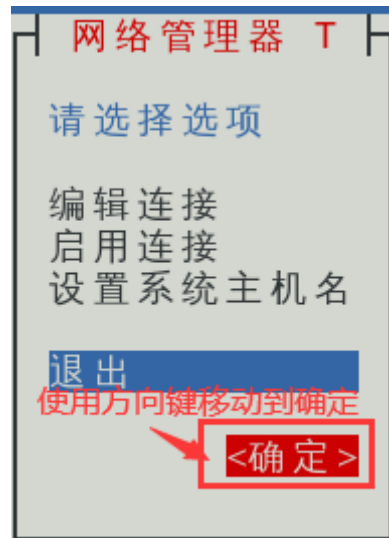 网络管理器 T
请选择选项
编辑连接
启用连接
设置系统主机名
退出
使用方向键移动到确定
<确定>